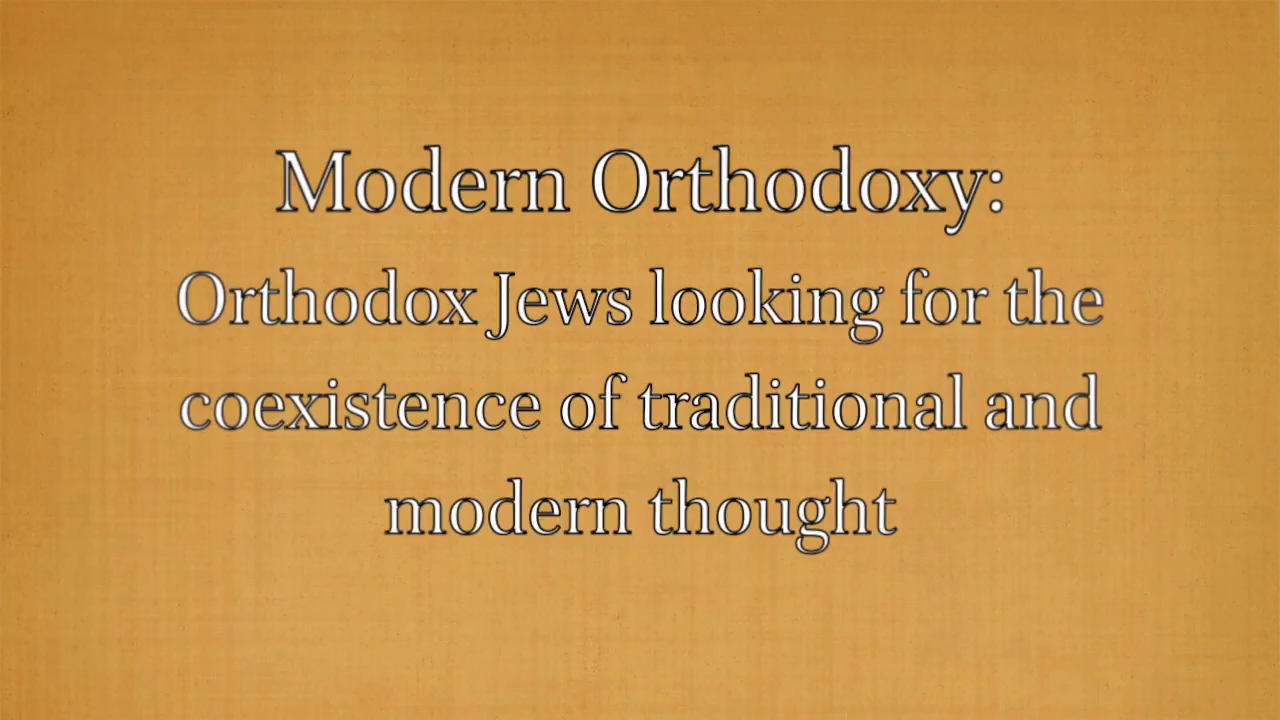 Modern Orthodoxy:
Orthodox Jews looking for the
coexistence of traditional and
modern thought